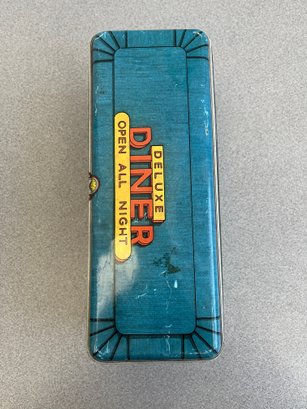 DELUXE
DINER
OPEN ALL NIGHT